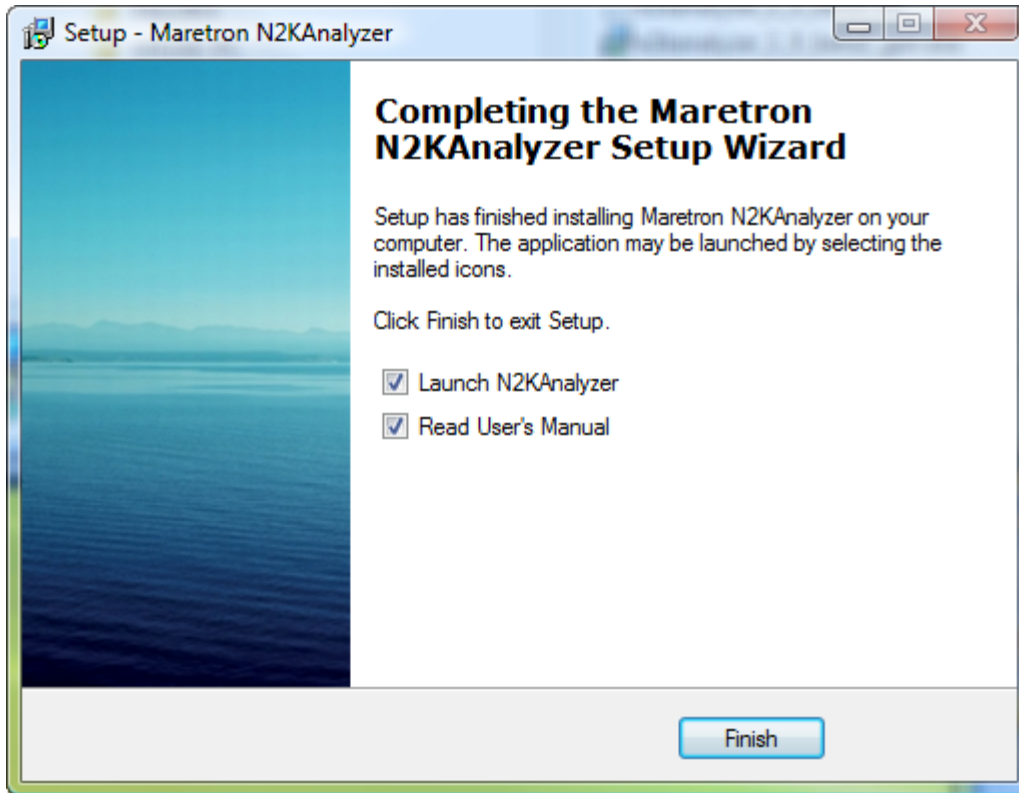 Setup - Maretron N2KAnalyzer
Completing the Maretron
N2KAnalyzer Setup Wizard
Setup has finished installing Maretron N2KAnalyzer on your
computer. The application may be launched by selecting the
installed icons.
Click Finish to exit Setup.
Launch N2KAnalyzer
Read User's Manual
Finish